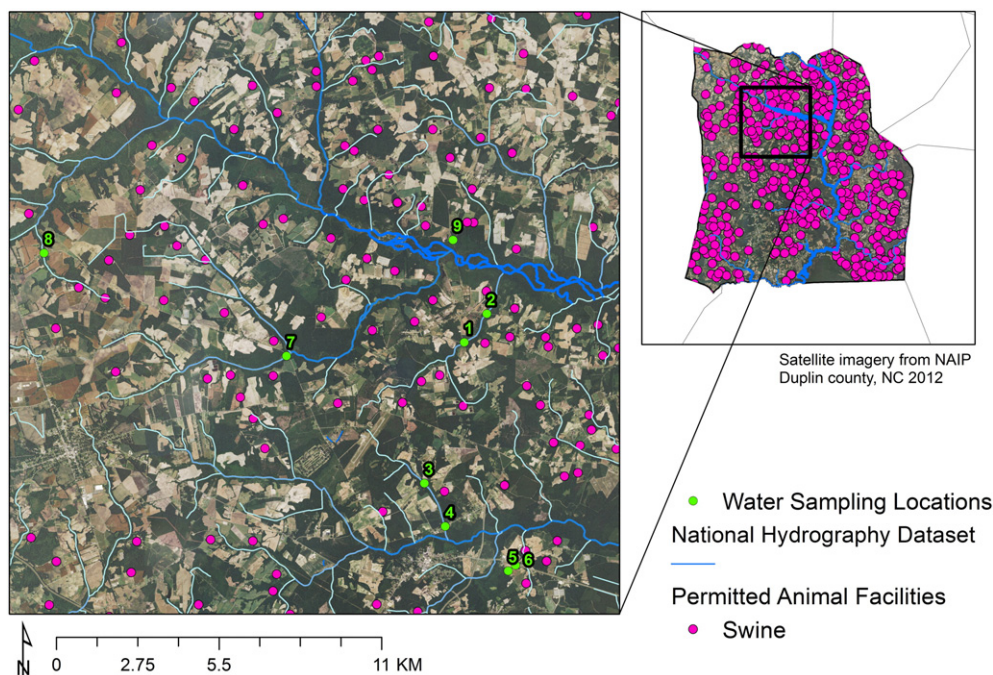 8
9
2
1
7
3
4
5 6
Satellite imagery from NAIP
Duplin county, NC 2012
Water Sampling Locations
National Hydrography Dataset
Permitted Animal Facilities
Swine
N
0 2.75 5.5 11 KM